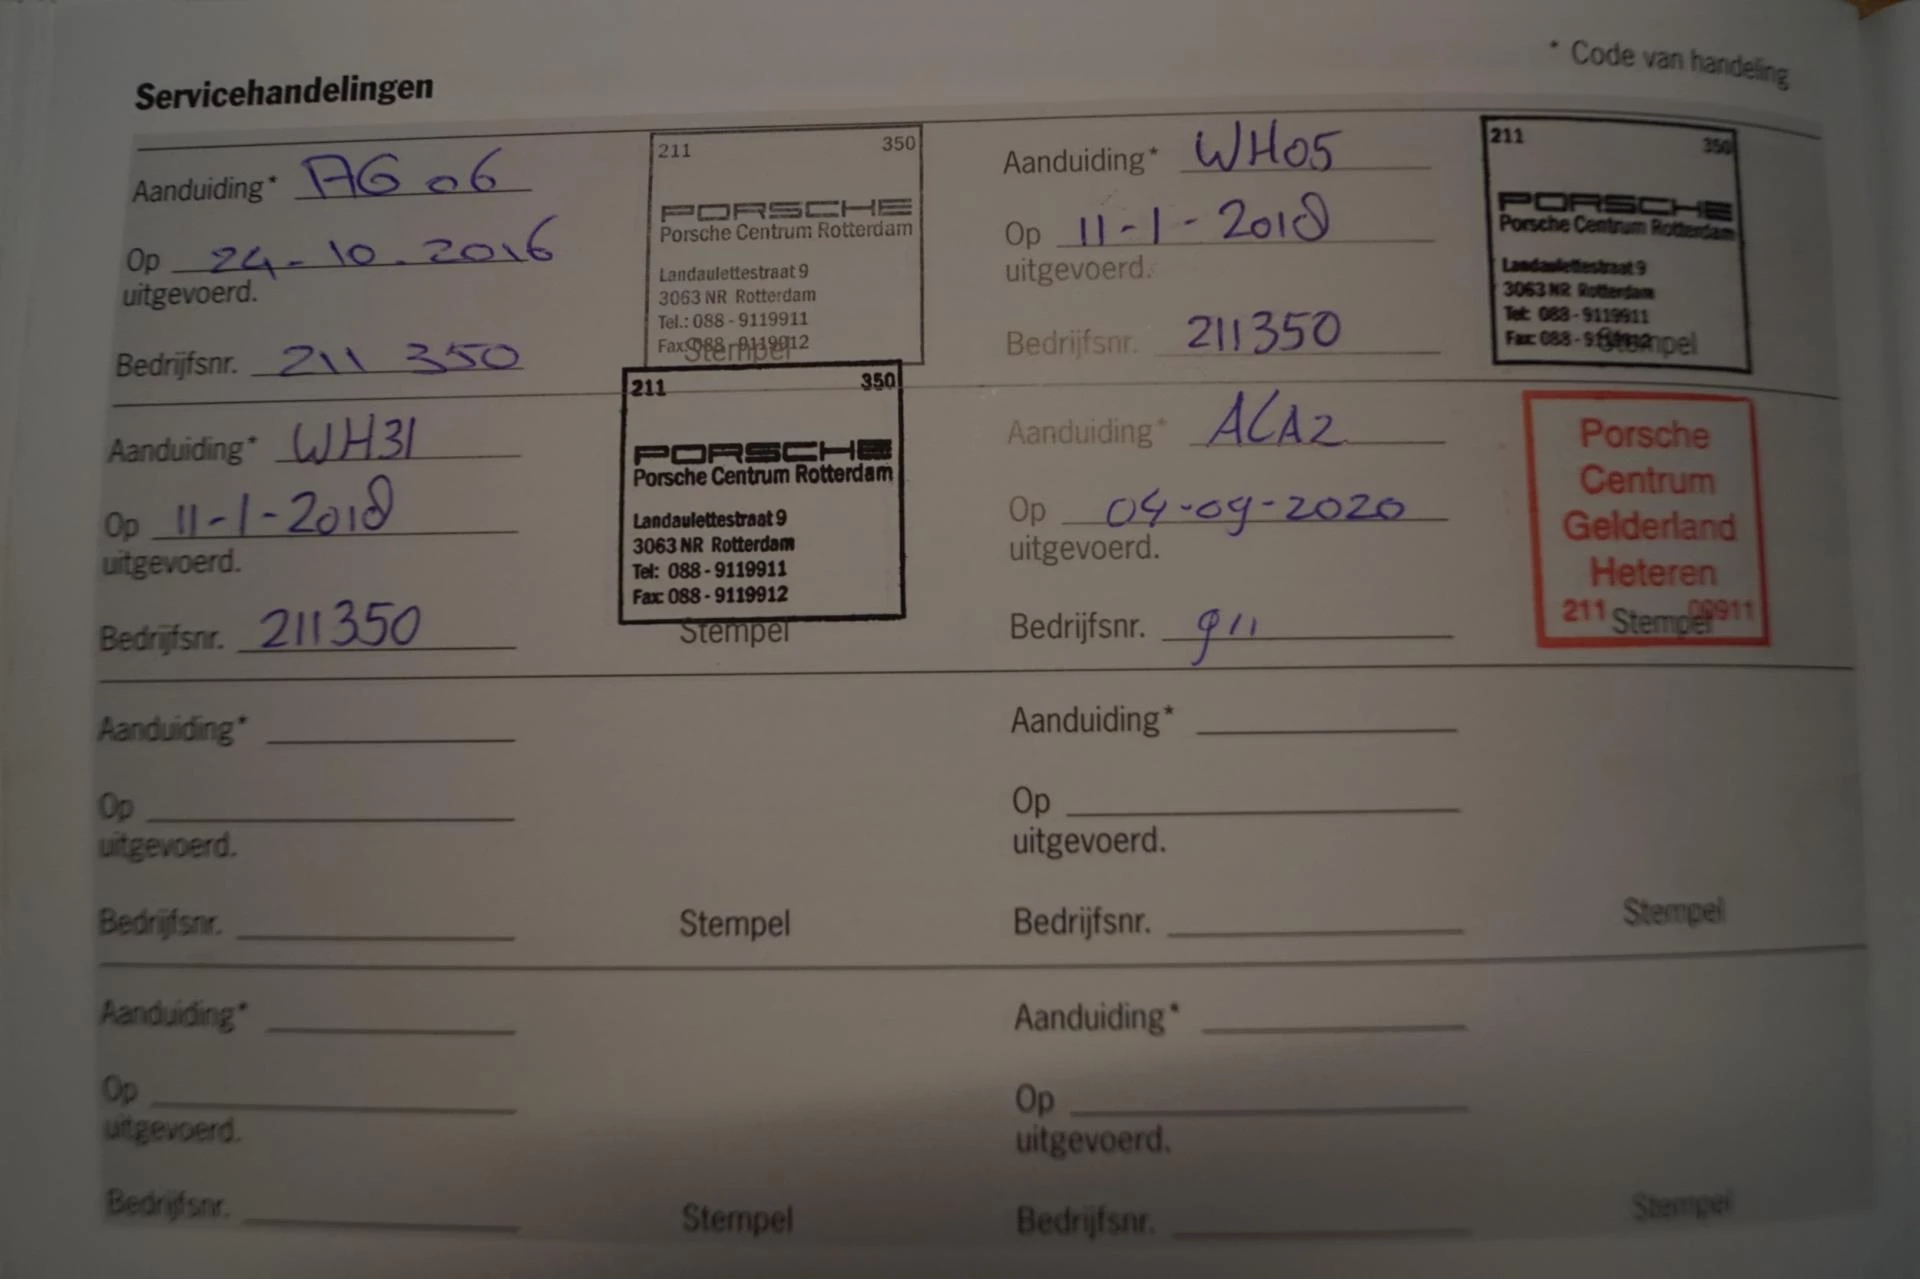 * Code van handeling
Servicehandelingen
Aanduiding* AG 06
Op 24-10-2016
uitgevoerd.
Bedrijfsnr. 211 350
211 350
PORSCHE
Porsche Centrum Rotterdam
Landaulettestraat 9
3063 NR Rotterdam
Tel.: 088 - 9119911
Fax: 088 - 9119912
Stempel
Aanduiding* WH05
Op 11-1-2018
uitgevoerd.
Bedrijfsnr. 211350
211 350
PORSCHE
Porsche Centrum Rotterdam
Landaulettestraat 9
3063 NR Rotterdam
Tel: 088 - 9119911
Fax: 088 - 9119912
Stempel
Aanduiding* WH31
Op 11-1-2018
uitgevoerd.
Bedrijfsnr. 211350
211 350
PORSCHE
Porsche Centrum Rotterdam
Landaulettestraat 9
3063 NR Rotterdam
Tel: 088 - 9119911
Fax: 088 - 9119912
Stempel
Aanduiding* ALA2
Op 04-09-2020
uitgevoerd.
Bedrijfsnr. 911
Porsche
Centrum
Gelderland
Heteren
211 00911
Stempel
Aanduiding*
Op
uitgevoerd.
Bedrijfsnr.
Stempel
Aanduiding*
Op
uitgevoerd.
Bedrijfsnr.
Stempel
Aanduiding*
Op
uitgevoerd.
Bedrijfsnr.
Stempel
Aanduiding*
Op
uitgevoerd.
Bedrijfsnr.
Stempel